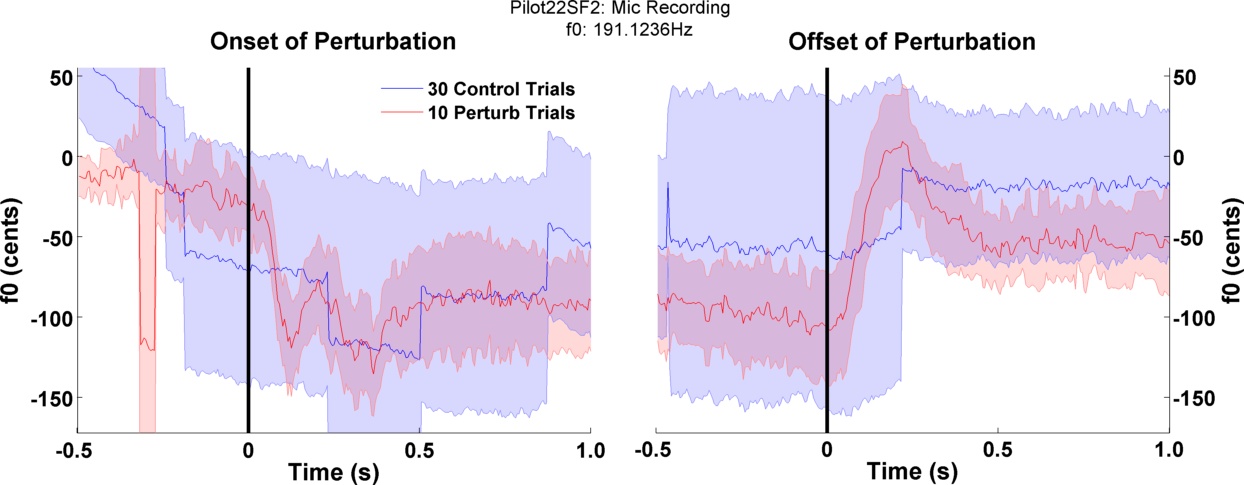 Pilot22SF2: Mic Recording
f0: 191.1236Hz
Onset of Perturbation
Offset of Perturbation
30 Control Trials
10 Perturb Trials
f0 (cents)
50
0
-50
-100
-150
-0.5
0
0.5
1.0
Time (s)
-0.5
0
0.5
1.0
Time (s)
50
0
-50
-100
-150
f0 (cents)